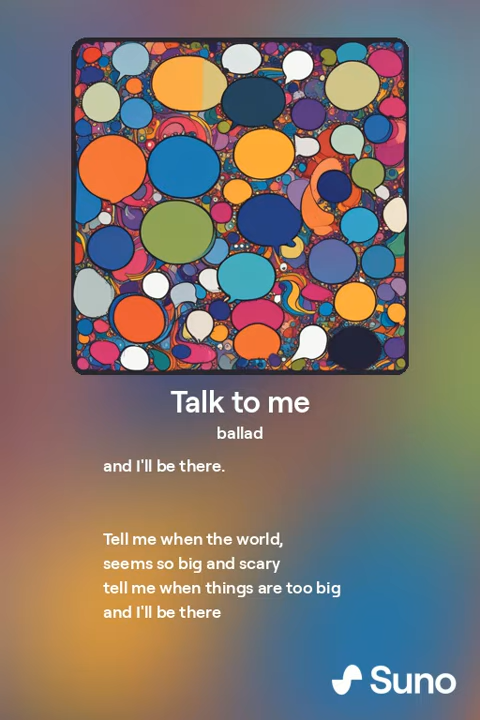 Talk to me
ballad
and I'll be there.
Tell me when the world,
seems so big and scary
tell me when things are too big
and I'll be there
Suno